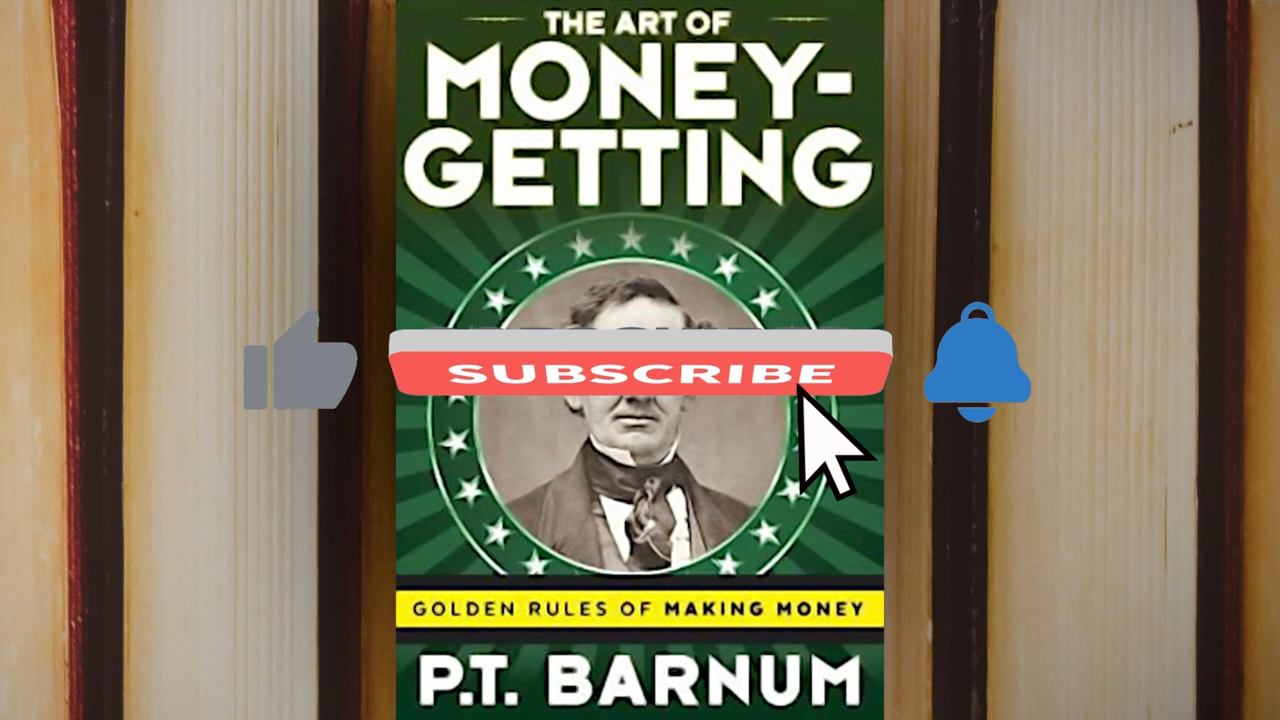 THE ART OF
MONEY-
GETTING
SUBSCRIBE
GOLDEN RULES OF MAKING MONEY
P.T. BARNUM